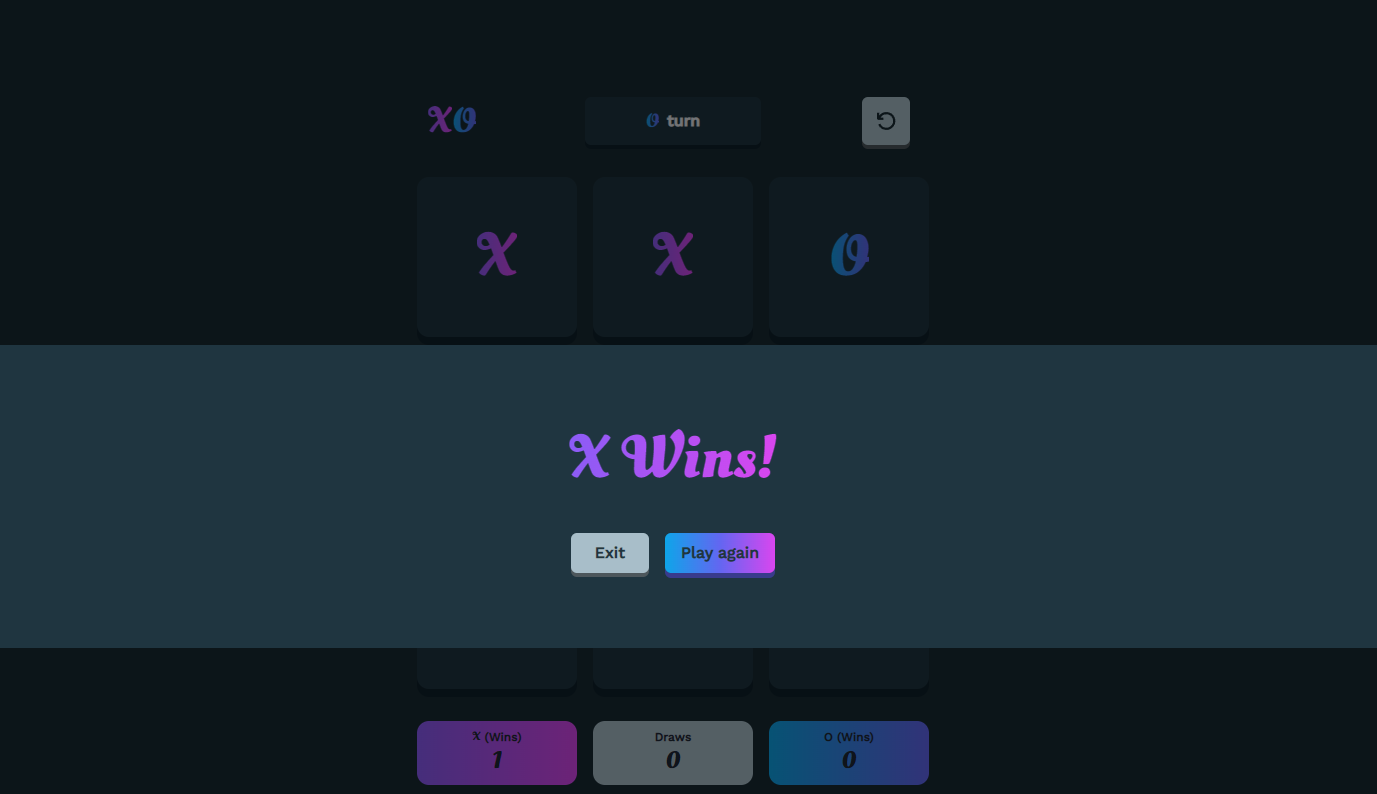 XO
O turn
X X O
X Wins!
Exit Play again
X (Wins) Draws O (Wins)
1 0 0